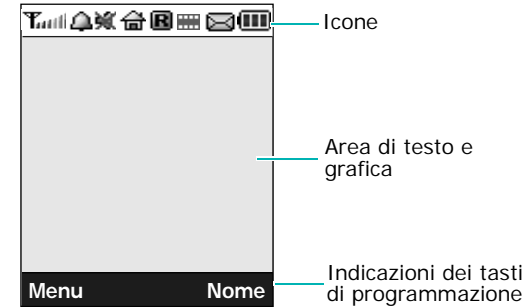 R
Icone
Area di testo e
grafica
Menu
Nome
Indicazioni dei tasti
di programmazione